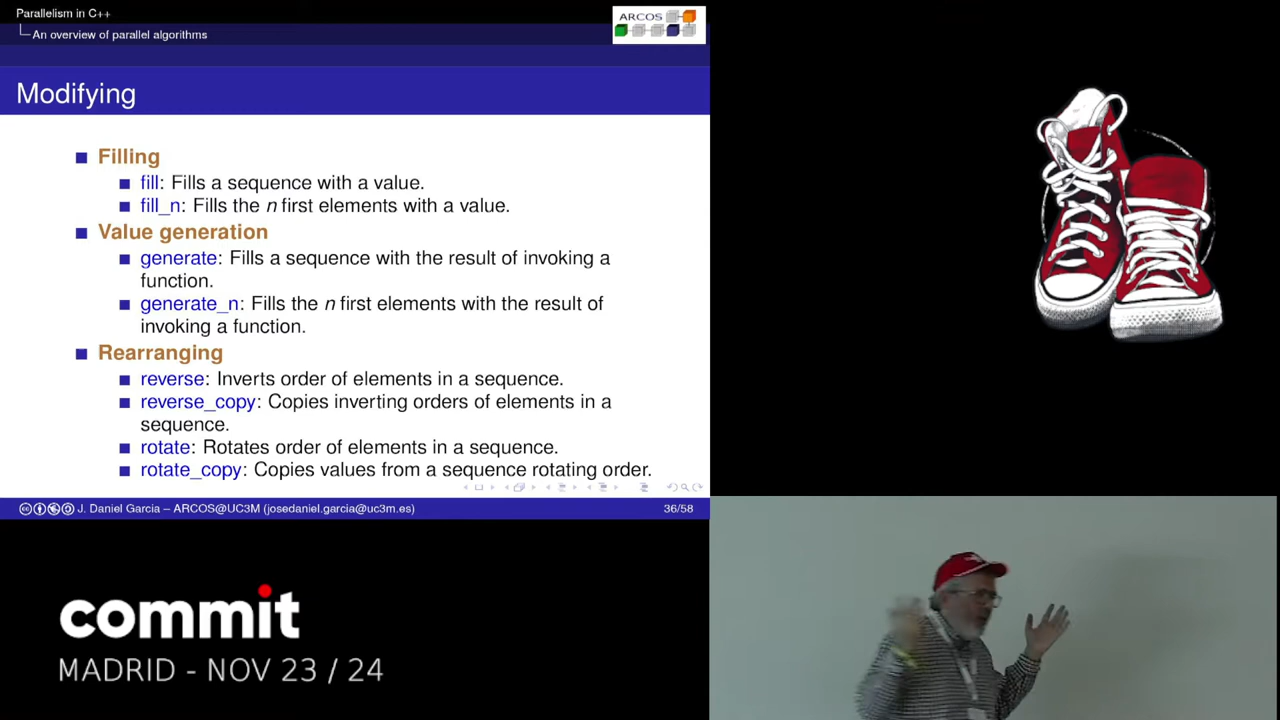 Parallelism in C++
An overview of parallel algorithms
ARCOS
Modifying
Filling
fill: Fills a sequence with a value.
fill_n: Fills the n first elements with a value.
Value generation
generate: Fills a sequence with the result of invoking a
function.
generate_n: Fills the n first elements with the result of
invoking a function.
Rearranging
reverse: Inverts order of elements in a sequence.
reverse_copy: Copies inverting orders of elements in a
sequence.
rotate: Rotates order of elements in a sequence.
rotate_copy: Copies values from a sequence rotating order.
J. Daniel Garcia – ARCOS@UC3M (josedaniel.garcia@uc3m.es)
36/58
commit
MADRID - NOV 23 / 24